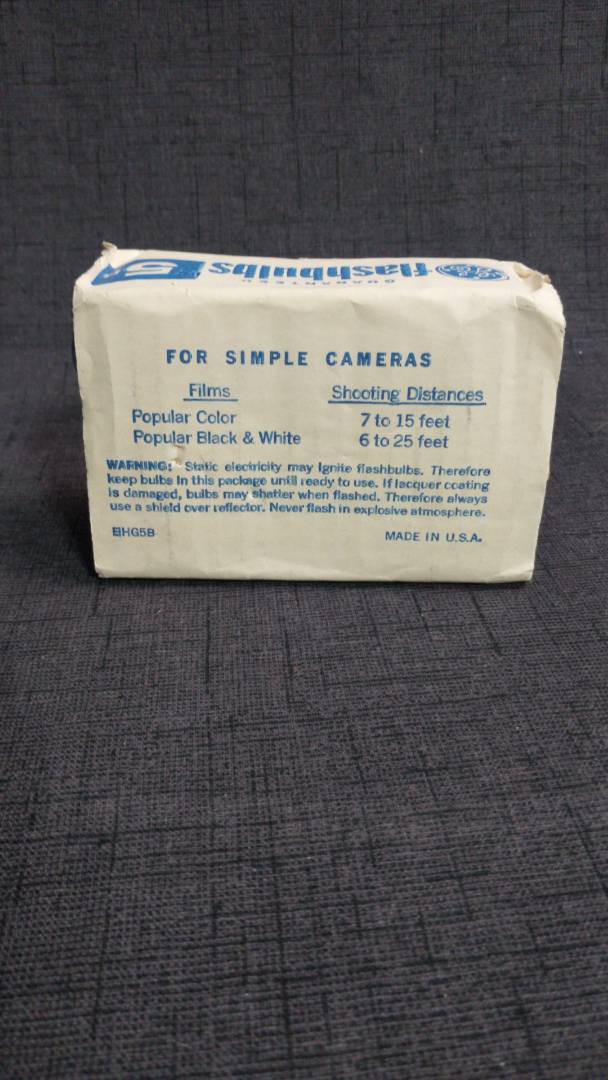 GE flashbulbs 5
GUARANTEED
FOR SIMPLE CAMERAS
Films Shooting Distances
Popular Color 7 to 15 feet
Popular Black & White 6 to 25 feet
WARNING: Static electricity may ignite flashbulbs. Therefore
keep bulbs in this package until ready to use. If lacquer coating
is damaged, bulbs may shatter when flashed. Therefore always
use a shield over reflector. Never flash in explosive atmosphere.
MADE IN U.S.A.